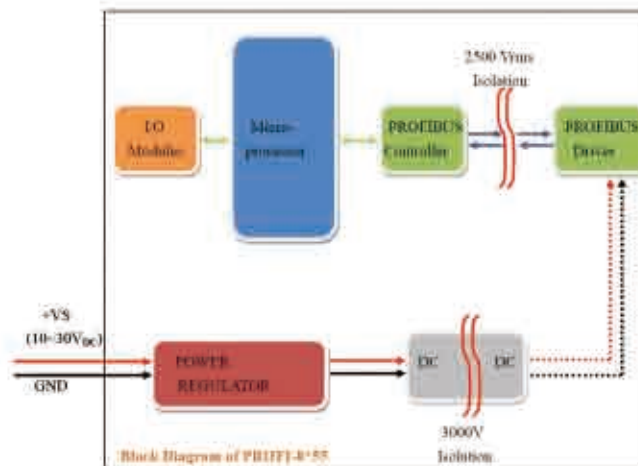 2500 Vrms
Isolation
I/O
Modules
Micro-
processor
PROFIBUS
Controller
PROFIBUS
Driver
+VS
(10~30VDC)
GND
POWER
REGULATOR
DC
DC
3000V
Isolation
Block Diagram of